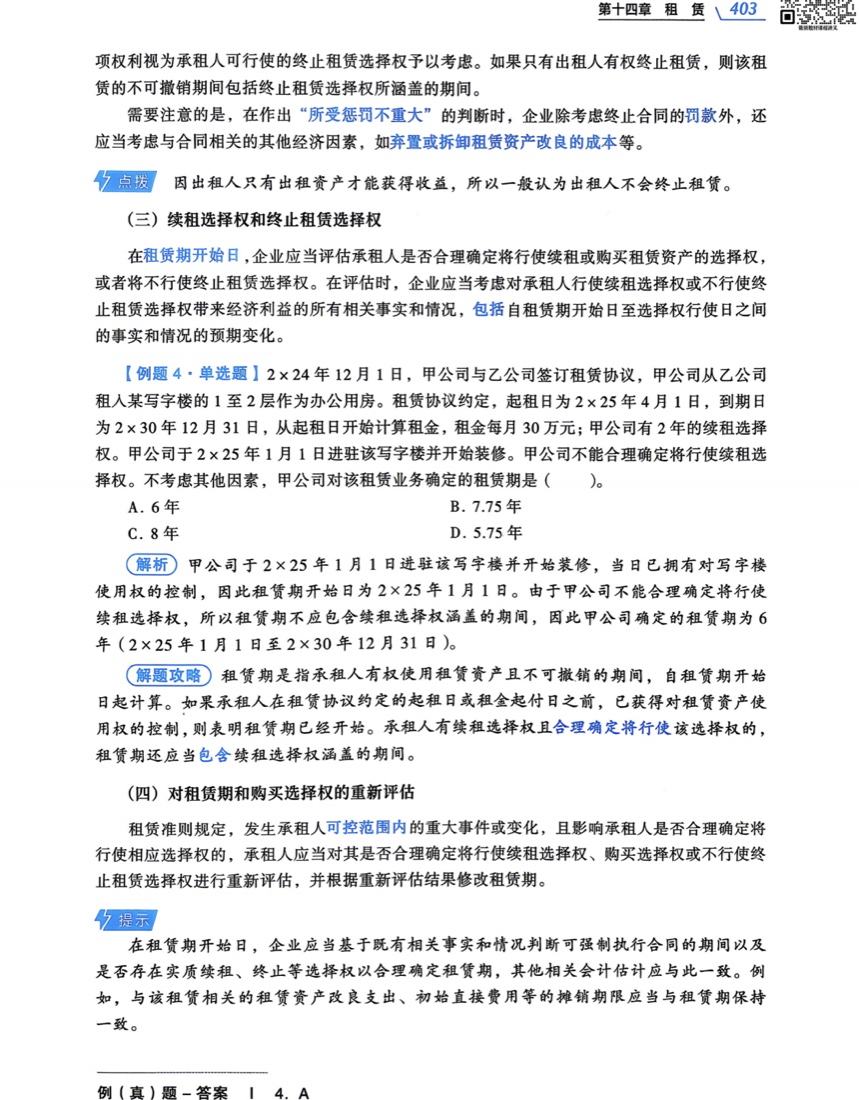 第十四章 租 赁 403
项权利视为承租人可行使的终止租赁选择权予以考虑。如果只有出租人有权终止租赁，则该租
赁的不可撤销期间包括终止租赁选择权所涵盖的期间。
需要注意的是，在作出“所受惩罚不重大”的判断时，企业除考虑终止合同的罚款外，还
应当考虑与合同相关的其他经济因素，如弃置或拆卸租赁资产改良的成本等。
点拨 因出租人只有出租资产才能获得收益，所以一般认为出租人不会终止租赁。
（三）续租选择权和终止租赁选择权
在租赁期开始日，企业应当评估承租人是否合理确定将行使续租或购买租赁资产的选择权，
或者将不行使终止租赁选择权。在评估时，企业应当考虑对承租人行使续租选择权或不行使终
止租赁选择权带来经济利益的所有相关事实和情况，包括自租赁期开始日至选择权行使日之间
的事实和情况的预期变化。
【例题 4·单选题】2×24 年 12 月 1 日，甲公司与乙公司签订租赁协议，甲公司从乙公司
租入某写字楼的 1 至 2 层作为办公用房。租赁协议约定，起租日为 2×25 年 4 月 1 日，到期日
为 2×30 年 12 月 31 日，从起租日开始计算租金，租金每月 30 万元；甲公司有 2 年的续租选择
权。甲公司于 2×25 年 1 月 1 日进驻该写字楼并开始装修。甲公司不能合理确定将行使续租选
择权。不考虑其他因素，甲公司对该租赁业务确定的租赁期是（ ）。
A. 6 年 B. 7.75 年
C. 8 年 D. 5.75 年
解析 甲公司于 2×25 年 1 月 1 日进驻该写字楼并开始装修，当日已拥有对写字楼
使用权的控制，因此租赁期开始日为 2×25 年 1 月 1 日。由于甲公司不能合理确定将行使
续租选择权，所以租赁期不应包含续租选择权涵盖的期间，因此甲公司确定的租赁期为 6
年（2×25 年 1 月 1 日至 2×30 年 12 月 31 日）。
解题攻略 租赁期是指承租人有权使用租赁资产且不可撤销的期间，自租赁期开始
日起计算。如果承租人在租赁协议约定的起租日或租金起付日之前，已获得对租赁资产使
用权的控制，则表明租赁期已经开始。承租人有续租选择权且合理确定将行使该选择权的，
租赁期还应当包含续租选择权涵盖的期间。
（四）对租赁期和购买选择权的重新评估
租赁准则规定，发生承租人可控范围内的重大事件或变化，且影响承租人是否合理确定将
行使相应选择权的，承租人应当对其是否合理确定将行使续租选择权、购买选择权或不行使终
止租赁选择权进行重新评估，并根据重新评估结果修改租赁期。
提示
在租赁期开始日，企业应当基于既有相关事实和情况判断可强制执行合同的期间以及
是否存在实质续租、终止等选择权以合理确定租赁期，其他相关会计估计应与此一致。例
如，与该租赁相关的租赁资产改良支出、初始直接费用等的摊销期限应当与租赁期保持
一致。
例（真）题－答案 | 4. A